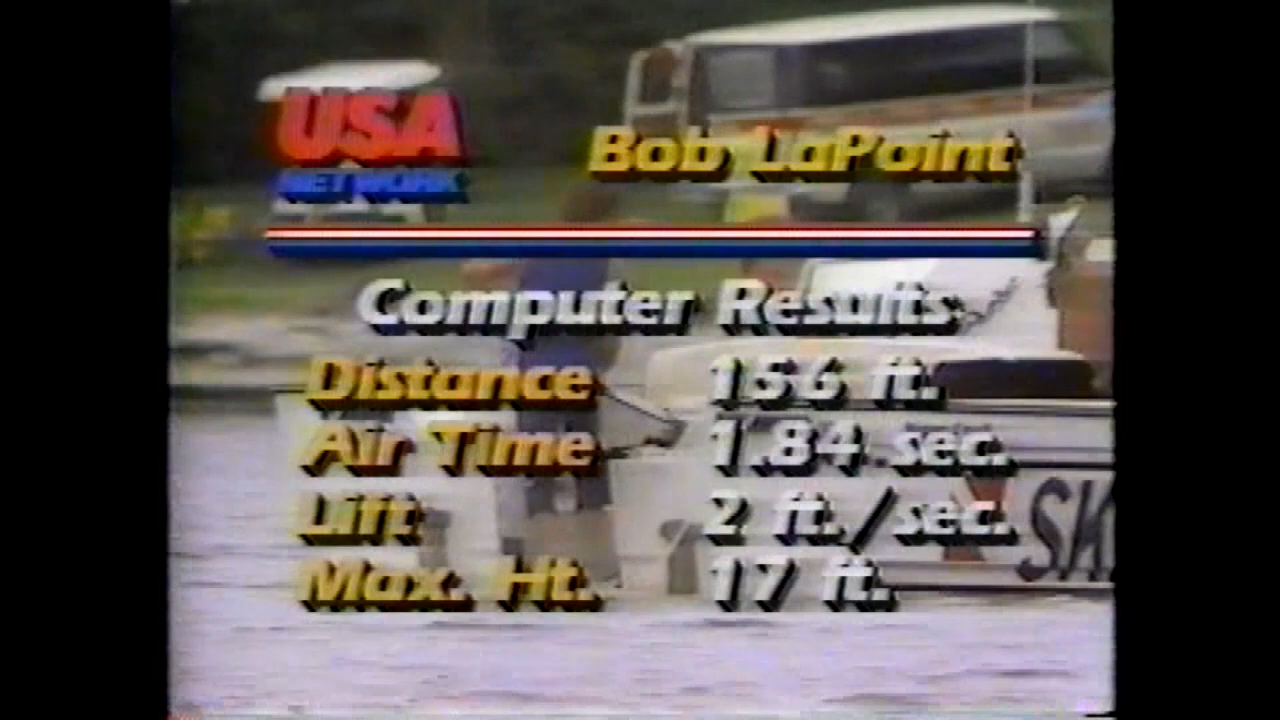 USA
NETWORK
Bob LaPoint
Computer Results
Distance 156 ft.
Air Time 1.84 sec.
Lift 2 ft./sec.
Max. Ht. 17 ft.